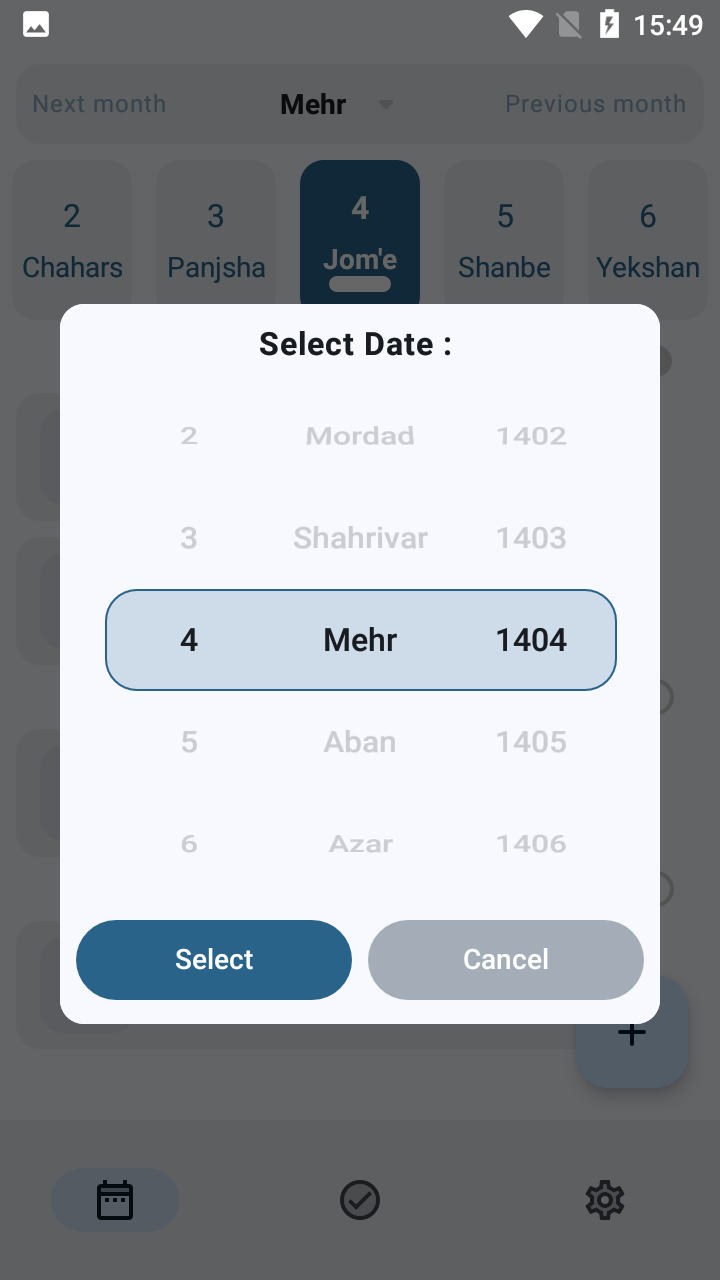 15:49
Next month Mehr Previous month
2 3 4 5 6
Chahars Panjsha Jom'e Shanbe Yekshan
Select Date :
2 Mordad 1402
3 Shahrivar 1403
4 Mehr 1404
5 Aban 1405
6 Azar 1406
Select Cancel